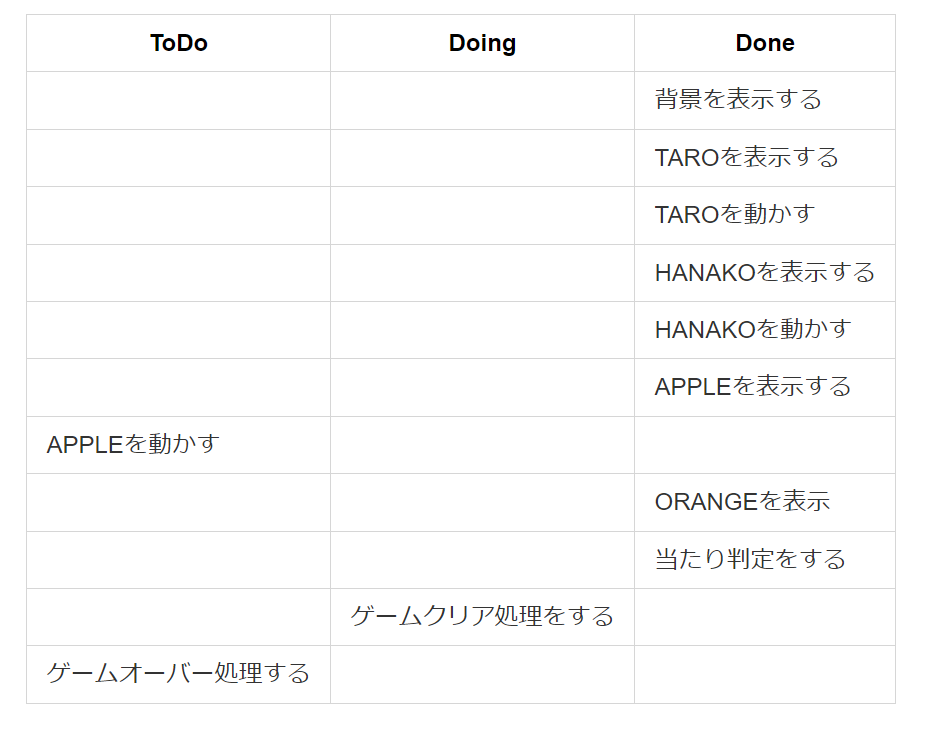 ToDo Doing Done
背景を表示する
TAROを表示する
TAROを動かす
HANAKOを表示する
HANAKOを動かす
APPLEを表示する
APPLEを動かす
ORANGEを表示
当たり判定をする
ゲームクリア処理をする
ゲームオーバー処理する